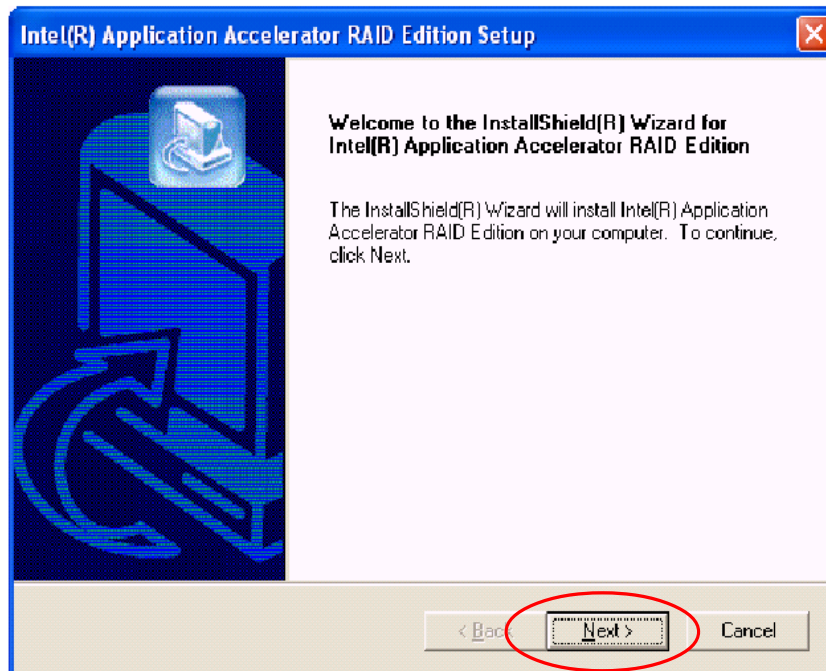 Intel(R) Application Accelerator RAID Edition Setup
Welcome to the InstallShield(R) Wizard for
Intel(R) Application Accelerator RAID Edition
The InstallShield(R) Wizard will install Intel(R) Application
Accelerator RAID Edition on your computer.  To continue,
click Next.
< Back
Next >
Cancel